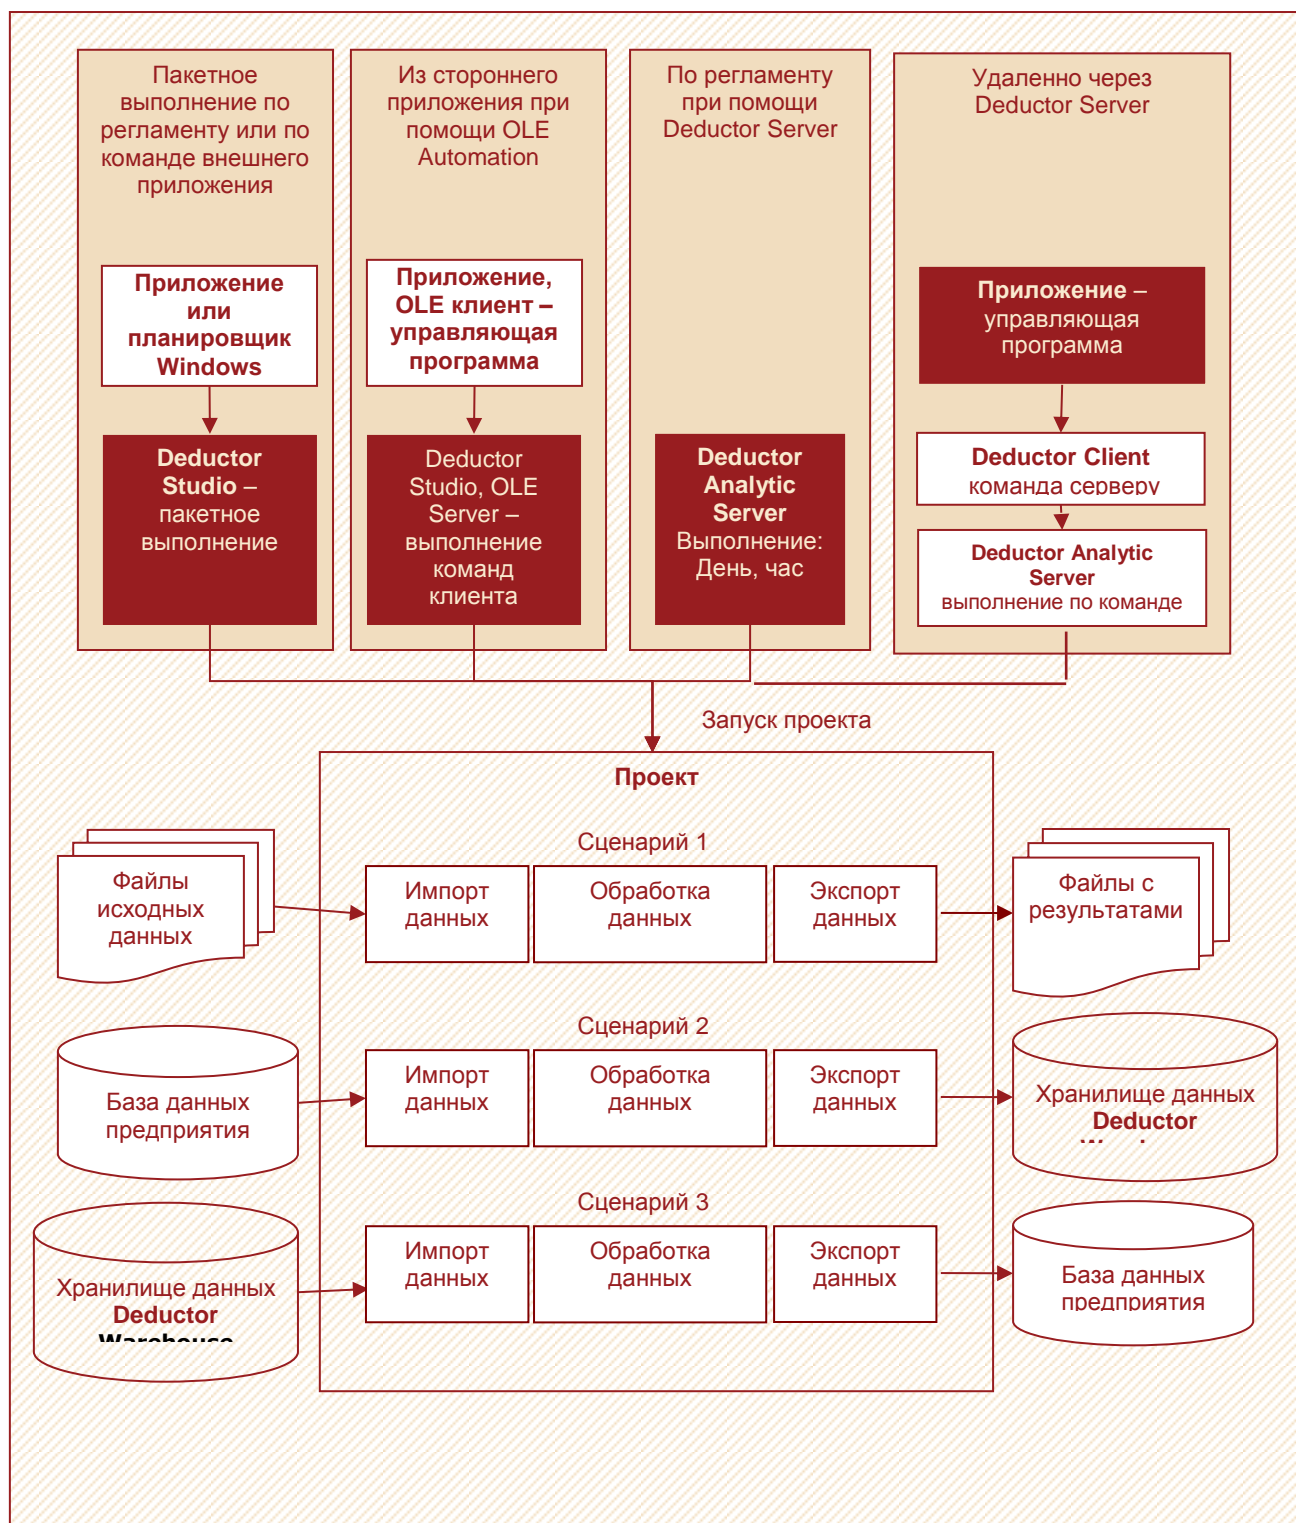 Пакетное
выполнение по
регламенту или по
команде внешнего
приложения
Приложение
или
планировщик
Windows
Deductor
Studio –
пакетное
выполнение
Из стороннего
приложения при
помощи OLE
Automation
Приложение,
OLE клиент –
управляющая
программа
Deductor
Studio, OLE
Server –
выполнение
команд
клиента
По регламенту
при помощи
Deductor Server
Deductor
Analytic
Server
Выполнение:
День, час
Удаленно через
Deductor Server
Приложение –
управляющая
программа
Deductor Client
команда серверу
Deductor Analytic
Server
выполнение по команде
Запуск проекта
Проект
Сценарий 1
Файлы
исходных
данных
Импорт
данных
Обработка
данных
Экспорт
данных
Файлы с
результатами
Сценарий 2
База данных
предприятия
Импорт
данных
Обработка
данных
Экспорт
данных
Хранилище данных
Deductor
Сценарий 3
Хранилище данных
Deductor
Warehouse
Импорт
данных
Обработка
данных
Экспорт
данных
База данных
предприятия